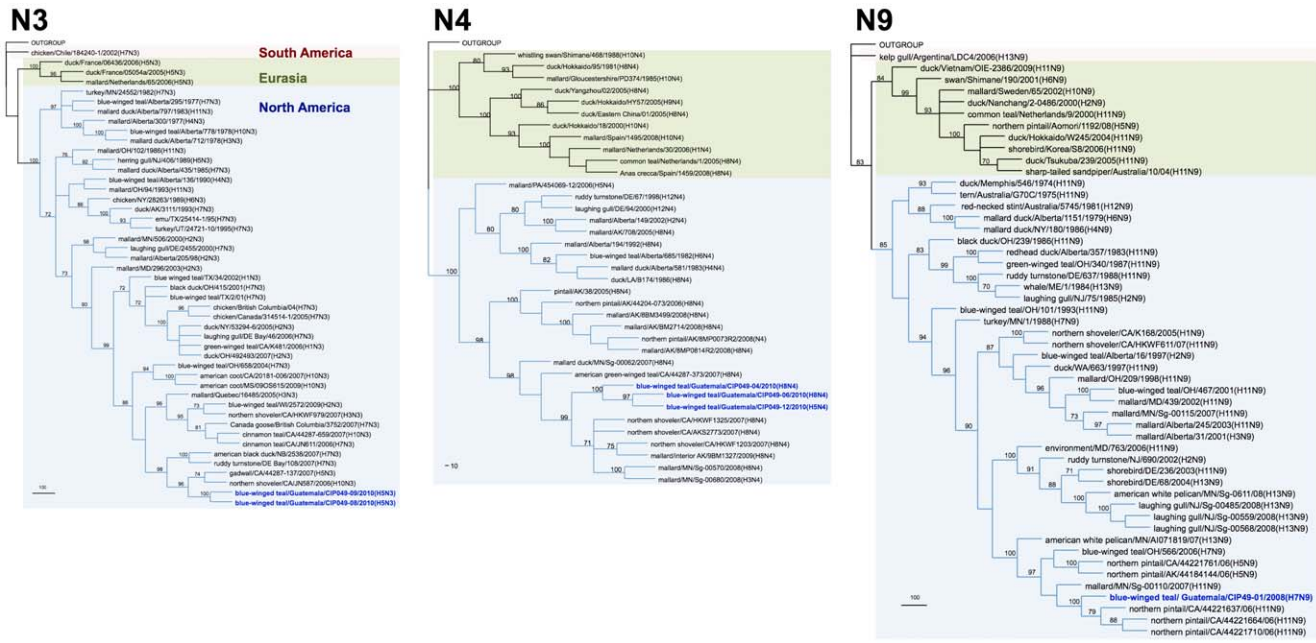 N3
OUTGROUP
chicken/Chile/184240-1/2002(H7N3)
South America
duck/France/06436/2008(H5N3)
duck/France/05054a/2005(H5N3)
mallard/Netherlands/65/2006(H5N3)
Eurasia
turkey/MN/24552/1982(H7N3)
blue-winged teal/Alberta/295/1977(H7N3)
North America
mallard duck/Alberta/797/1983(H11N3)
mallard/Alberta/300/1977(H4N3)
blue-winged teal/Alberta/778/1978(H10N3)
mallard duck/Alberta/712/1978(H3N3)
mallard/OH/102/1986(H11N3)
herring gull/NJ/406/1989(H5N3)
mallard duck/Alberta/435/1985(H7N3)
blue-winged teal/Alberta/136/1990(H4N3)
mallard/OH/94/1993(H11N3)
chicken/NY/28263/1989(H6N3)
duck/AK/3111/1993(H7N3)
emu/TX/25414-1/95(H7N3)
turkey/UT/24721-10/1995(H7N3)
mallard/MN/506/2000(H2N3)
laughing gull/DE/2455/2000(H7N3)
mallard/Alberta/205/98(H2N3)
mallard/MD/296/2003(H2N3)
blue winged teal/TX/34/2002(H1N3)
black duck/OH/415/2001(H7N3)
blue-winged teal/TX/2/01(H7N3)
chicken/British Columbia/04(H7N3)
chicken/Canada/314514-1/2005(H7N3)
duck/NY/53294-6/2005(H2N3)
laughing gull/DE Bay/46/2006(H7N3)
green-winged teal/CA/K481/2006(H1N3)
duck/OH/492493/2007(H2N3)
blue-winged teal/OH/658/2004(H7N3)
american coot/CA/20181-006/2007(H10N3)
american coot/MS/09OS615/2009(H10N3)
mallard/Quebec/16485/2005(H3N3)
blue-winged teal/WI/2572/2009(H2N3)
northern shoveler/CA/HKWF979/2007(H3N3)
Canada goose/British Columbia/3752/2007(H7N3)
cinnamon teal/CA/44287-659/2007(H10N3)
cinnamon teal/CA/JN611/2006(H7N3)
american black duck/NB/2538/2007(H7N3)
ruddy turnstone/DE Bay/108/2007(H7N3)
gadwall/CA/44287-137/2007(H5N3)
northern shoveler/CA/JN587/2006(H10N3)
blue-winged teal/Guatemala/CIP049-09/2010(H5N3)
blue-winged teal/Guatemala/CIP049-08/2010(H5N3)
100
N4
OUTGROUP
whistling swan/Shimane/468/1988(H10N4)
duck/Hokkaido/95/1981(H8N4)
mallard/Gloucestershire/PD374/1985(H10N4)
duck/Yangzhou/02/2005(H8N4)
duck/Hokkaido/HY57/2005(H9N4)
duck/Eastern China/01/2005(H8N4)
duck/Hokkaido/18/2000(H10N4)
mallard/Spain/1495/2008(H10N4)
mallard/Netherlands/30/2006(H1N4)
common teal/Netherlands/1/2005(H8N4)
Anas crecca/Spain/1459/2008(H8N4)
mallard/PA/454069-12/2006(H5N4)
ruddy turnstone/DE/67/1998(H12N4)
laughing gull/DE/94/2000(H12N4)
mallard/Alberta/149/2002(H2N4)
mallard/AK/708/2005(H8N4)
mallard/Alberta/194/1992(H8N4)
blue-winged teal/Alberta/685/1982(H6N4)
mallard duck/Alberta/581/1983(H4N4)
duck/LA/B174/1986(H8N4)
pintail/AK/38/2005(H8N4)
northern pintail/AK/44204-073/2006(H8N4)
mallard/AK/8BM3499/2008(H8N4)
mallard/AK/BM2714/2008(H8N4)
northern pintail/AK/8MP0073R2/2008(H8N4)
mallard/AK/8MP0814R2/2008(H8N4)
mallard duck/MN/Sg-00062/2007(H8N4)
american green-winged teal/CA/44287-373/2007(H8N4)
blue-winged teal/Guatemala/CIP049-04/2010(H8N4)
blue-winged teal/Guatemala/CIP049-06/2010(H8N4)
blue-winged teal/Guatemala/CIP049-12/2010(H5N4)
northern shoveler/CA/HKWF1325/2007(H8N4)
northern shoveler/CA/AKS2773/2007(H8N4)
northern shoveler/CA/HKWF1203/2007(H8N4)
mallard/Interior AK/9BM1327/2009(H8N4)
mallard/MN/Sg-00570/2008(H8N4)
mallard/MN/Sg-00680/2008(H3N4)
10
N9
OUTGROUP
kelp gull/Argentina/LDC4/2006(H13N9)
duck/Vietnam/OIE-2386/2009(H11N9)
swan/Shimane/190/2001(H6N9)
mallard/Sweden/65/2002(H10N9)
duck/Nanchang/2-0486/2000(H2N9)
common teal/Netherlands/9/2000(H11N9)
northern pintail/Aomori/1192/08(H5N9)
duck/Hokkaido/W245/2004(H11N9)
shorebird/Korea/S8/2006(H11N9)
duck/Tsukuba/239/2005(H11N9)
sharp-tailed sandpiper/Australia/10/04(H11N9)
duck/Memphis/546/1974(H11N9)
tern/Australia/G70C/1975(H11N9)
red-necked stint/Australia/5745/1981(H12N9)
mallard duck/Alberta/1151/1979(H6N9)
mallard duck/NY/180/1986(H4N9)
black duck/OH/239/1986(H11N9)
redhead duck/Alberta/357/1983(H11N9)
green-winged teal/OH/340/1987(H11N9)
ruddy turnstone/DE/637/1988(H11N9)
whale/ME/1/1984(H13N9)
laughing gull/NJ/75/1985(H2N9)
blue-winged teal/OH/101/1993(H11N9)
turkey/MN/1/1988(H7N9)
northern shoveler/CA/K168/2005(H1N9)
northern shoveler/CA/HKWF611/07(H1N9)
blue-winged teal/Alberta/16/1997(H2N9)
duck/WA/663/1997(H11N9)
mallard/OH/209/1998(H11N9)
blue-winged teal/OH/467/2001(H11N9)
mallard/MD/439/2002(H11N9)
mallard/MN/Sg-00115/2007(H11N9)
mallard/Alberta/245/2003(H11N9)
mallard/Alberta/31/2001(H3N9)
environment/MD/763/2006(H11N9)
ruddy turnstone/NJ/690/2002(H2N9)
shorebird/DE/236/2003(H11N9)
shorebird/DE/68/2004(H13N9)
american white pelican/MN/Sg-0611/08(H13N9)
laughing gull/NJ/Sg-00485/2008(H13N9)
laughing gull/NJ/Sg-00559/2008(H13N9)
laughing gull/NJ/Sg-00568/2008(H13N9)
american white pelican/MN/AI071819/07(H13N9)
blue-winged teal/OH/566/2006(H7N9)
northern pintail/CA/44221761/06(H5N9)
northern pintail/AK/44184144/06(H5N9)
mallard/MN/Sg-00110/2007(H11N9)
blue-winged teal/ Guatemala/CIP49-01/2008(H7N9)
northern pintail/CA/44221637/06(H11N9)
northern pintail/CA/44221664/06(H11N9)
northern pintail/CA/44221710/06(H11N9)
100